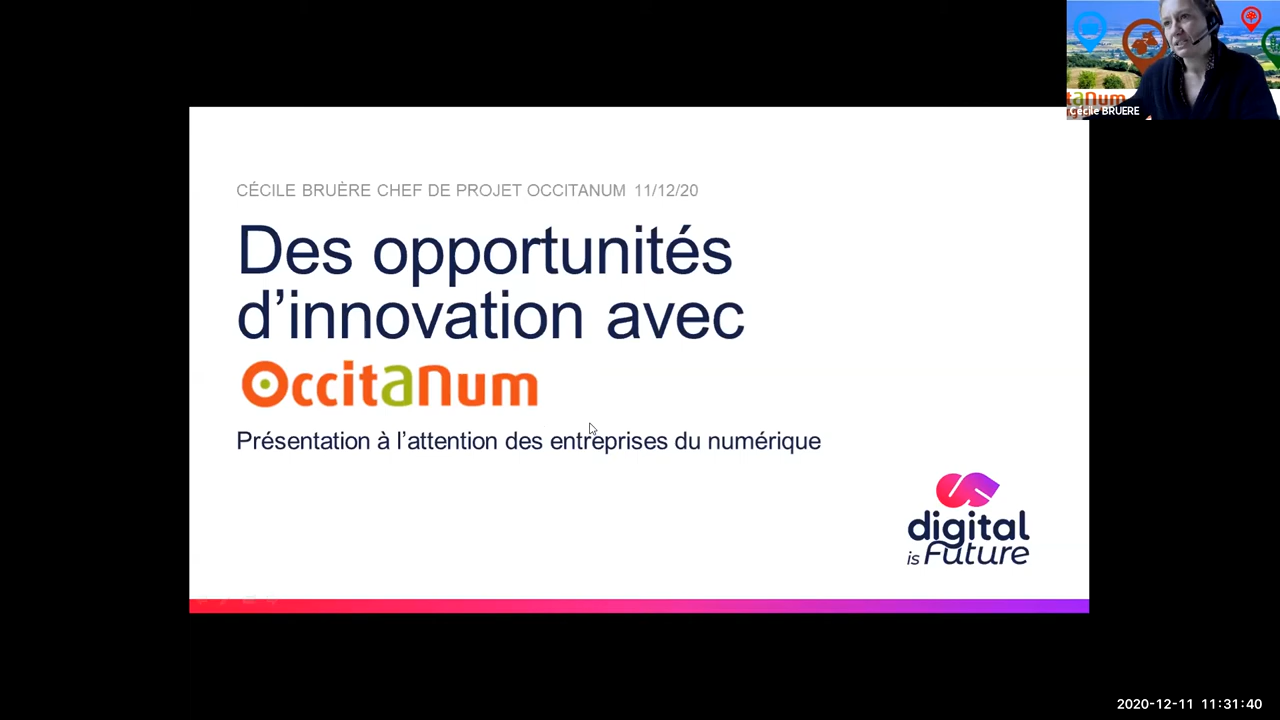 ccitanum
Cécile BRUERE
CÉCILE BRUÈRE CHEF DE PROJET OCCITANUM 11/12/20
Des opportunités
d’innovation avec
OccitaNum
Présentation à l’attention des entreprises du numérique
digital
is Future
2020-12-11 11:31:40